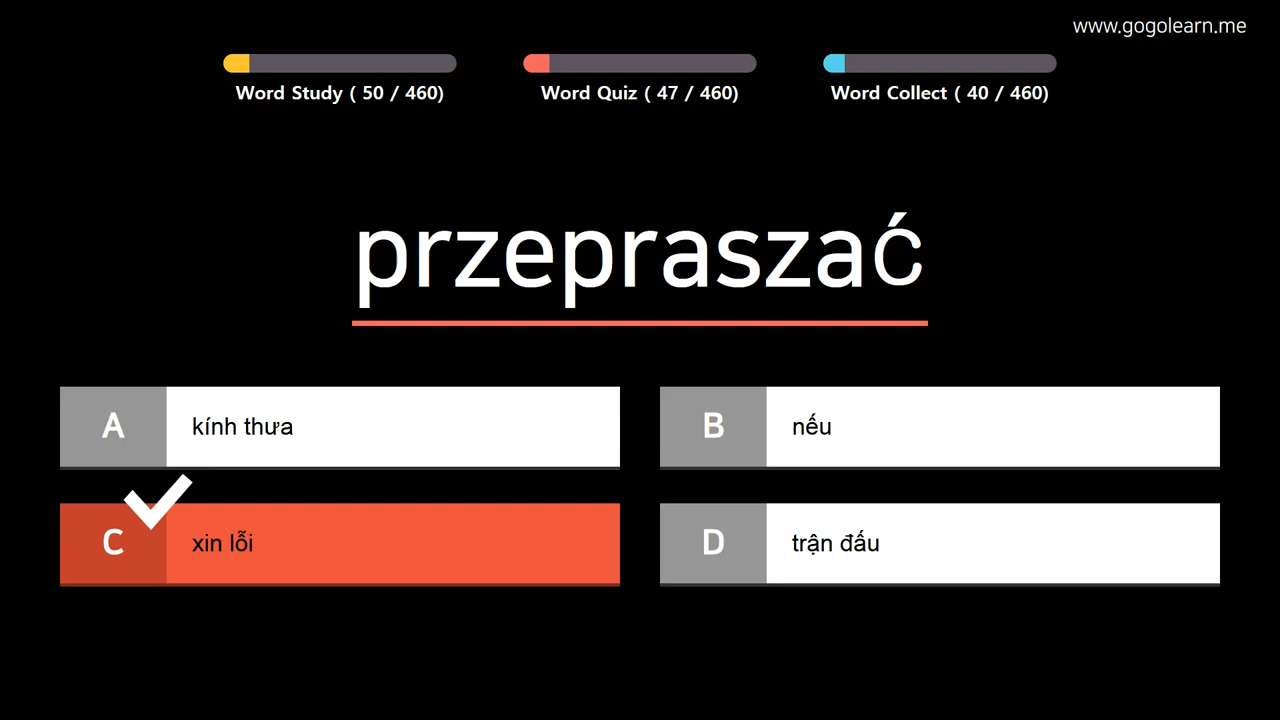 www.gogolearn.me
Word Study ( 50 / 460)
Word Quiz ( 47 / 460)
Word Collect ( 40 / 460)
przepraszać
A
kính thưa
B
nếu
C
xin lỗi
D
trận đấu